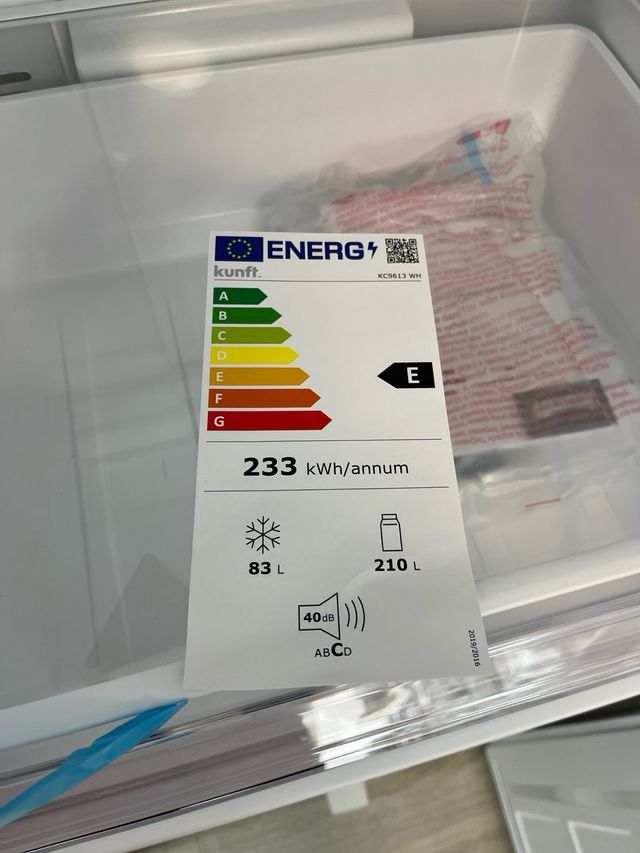 ENERG
kunft.
KC9613 WH
A
B
C
D
E
F
G
E
233 kWh/annum
83 L
210 L
40dB
ABCD
2019/2016